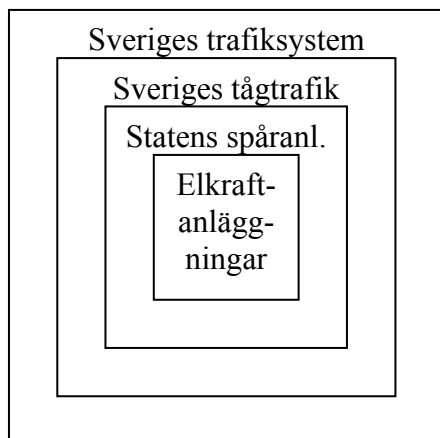 Sveriges trafiksystem
Sveriges tågtrafik
Statens spåranl.
Elkraft-
anlägg-
ningar